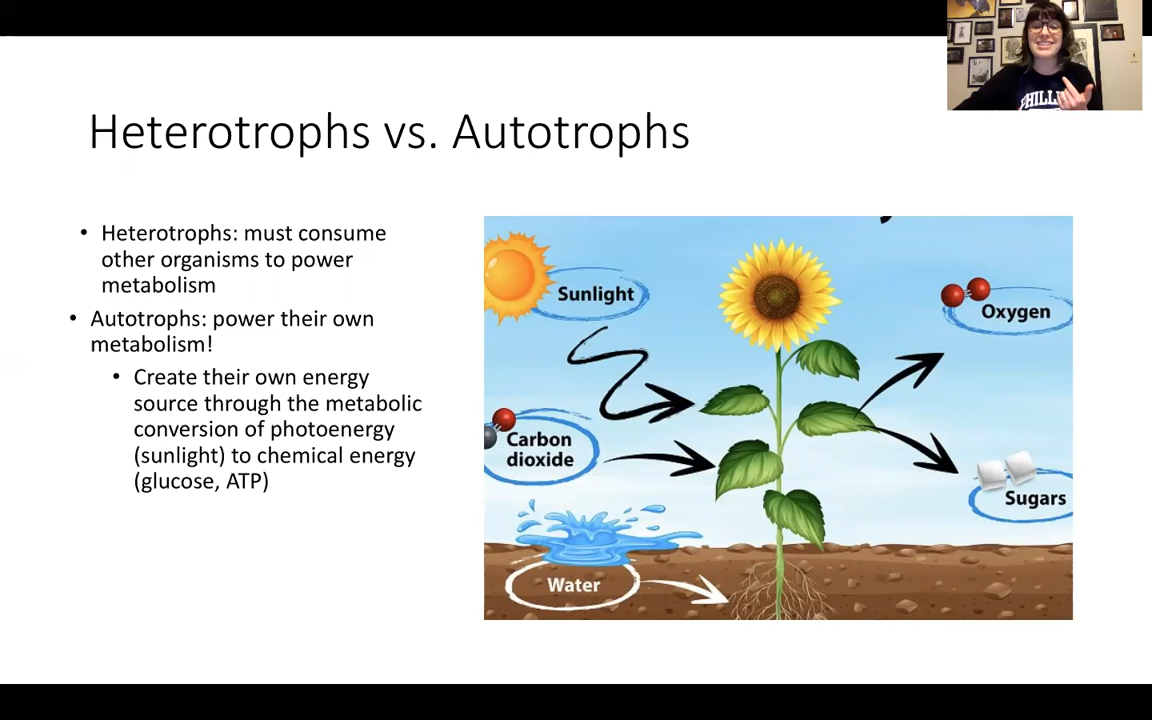 Heterotrophs vs. Autotrophs
• Heterotrophs: must consume
other organisms to power
metabolism
• Autotrophs: power their own
metabolism!
• Create their own energy
source through the metabolic
conversion of photoenergy
(sunlight) to chemical energy
(glucose, ATP)
Sunlight
Oxygen
Carbon
dioxide
Sugars
Water